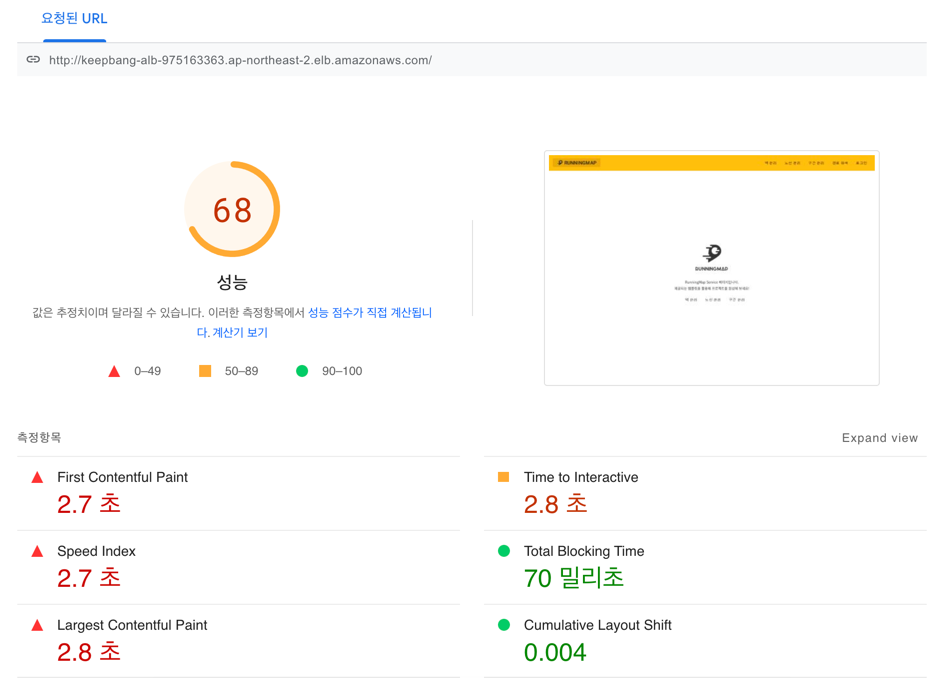 요청된 URL
http://keepbang-alb-975163363.ap-northeast-2.elb.amazonaws.com/
68
성능
값은 추정치이며 달라질 수 있습니다. 이러한 측정항목에서 성능 점수가 직접 계산됩니
다. 계산기 보기
0–49 50–89 90–100
RUNNINGMAP
RUNNINGMAP
측정항목 Expand view
First Contentful Paint
2.7 초
Time to Interactive
2.8 초
Speed Index
2.7 초
Total Blocking Time
70 밀리초
Largest Contentful Paint
2.8 초
Cumulative Layout Shift
0.004